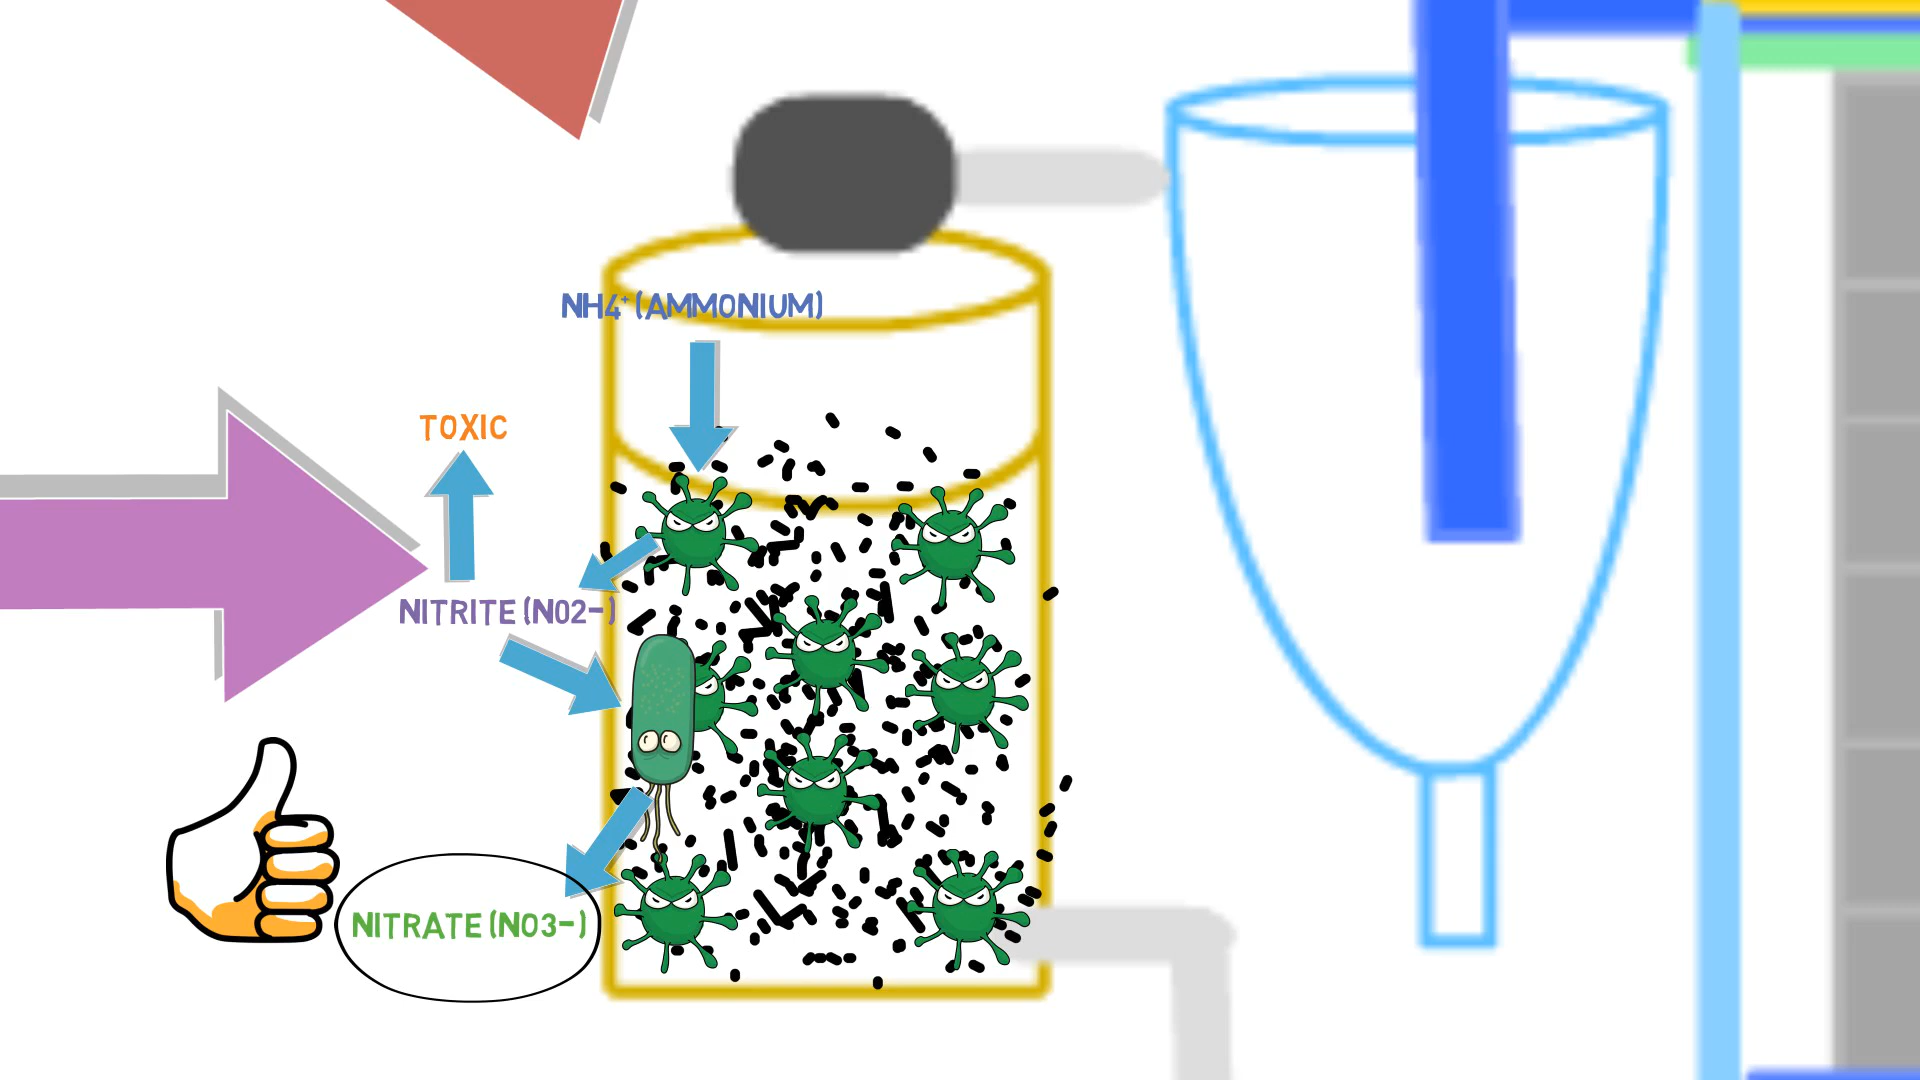 NH4+ (AMMONIUM)
TOXIC
NITRITE (NO2-)
NITRATE (NO3-)